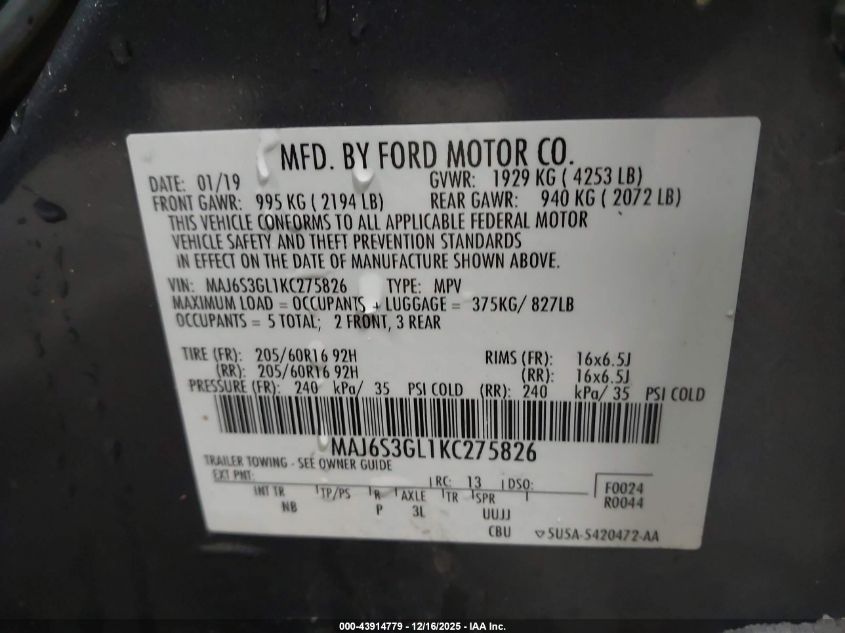 MFD. BY FORD MOTOR CO.
DATE: 01/19 GVWR: 1929 KG ( 4253 LB)
FRONT GAWR: 995 KG ( 2194 LB) REAR GAWR: 940 KG ( 2072 LB)
THIS VEHICLE CONFORMS TO ALL APPLICABLE FEDERAL MOTOR
VEHICLE SAFETY AND THEFT PREVENTION STANDARDS
IN EFFECT ON THE DATE OF MANUFACTURE SHOWN ABOVE.
VIN: MAJ6S3GL1KC275826 TYPE: MPV
MAXIMUM LOAD = OCCUPANTS + LUGGAGE = 375KG/ 827LB
OCCUPANTS = 5 TOTAL; 2 FRONT, 3 REAR
TIRE (FR): 205/60R16 92H RIMS (FR): 16x6.5J
(RR): 205/60R16 92H (RR): 16x6.5J
PRESSURE (FR): 240 kPa/ 35 PSI COLD (RR): 240 kPa/ 35 PSI COLD
MAJ6S3GL1KC275826
TRAILER TOWING - SEE OWNER GUIDE
EXT PNT: RC: 13 DSO: F0024
INT TR TP/PS R AXLE TR SPR R0044
NB P 3L UUJJ
CBU 5U5A-5420472-AA
000-43914779 - 12/16/2025 - IAA Inc.